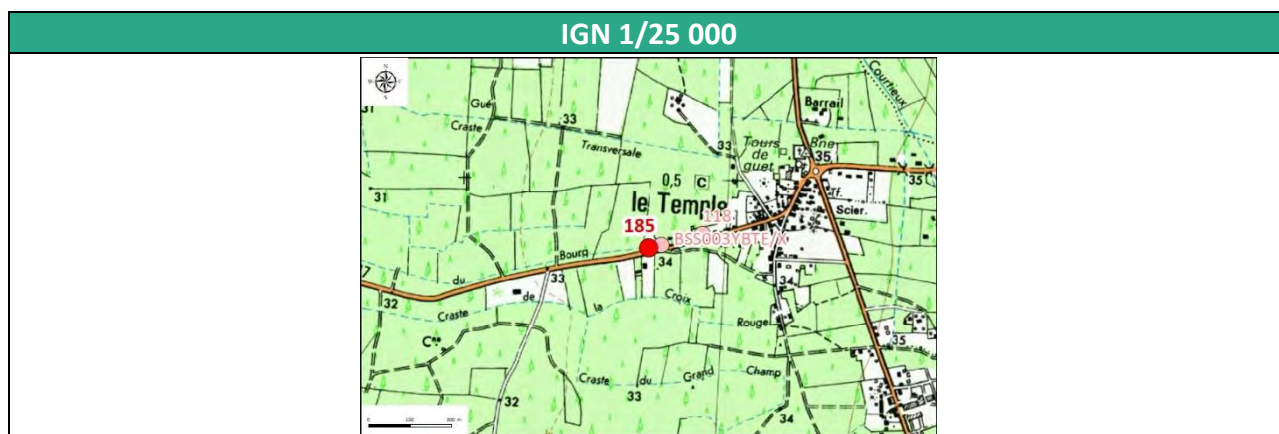 IGN 1/25 000
Courtieux
Barrail
31
Gué
33
Craste
Transversale
33
Tours
de
guet
Bne
35
35
31
0,5 C
le Temple
Tf.
Scier.
118
185
BSS003YBTE/X
Bourg
34
du
33
32
Craste
de
la
Croix
34
Rouge
35
Craste
du
Grand
Champ
33
32
34